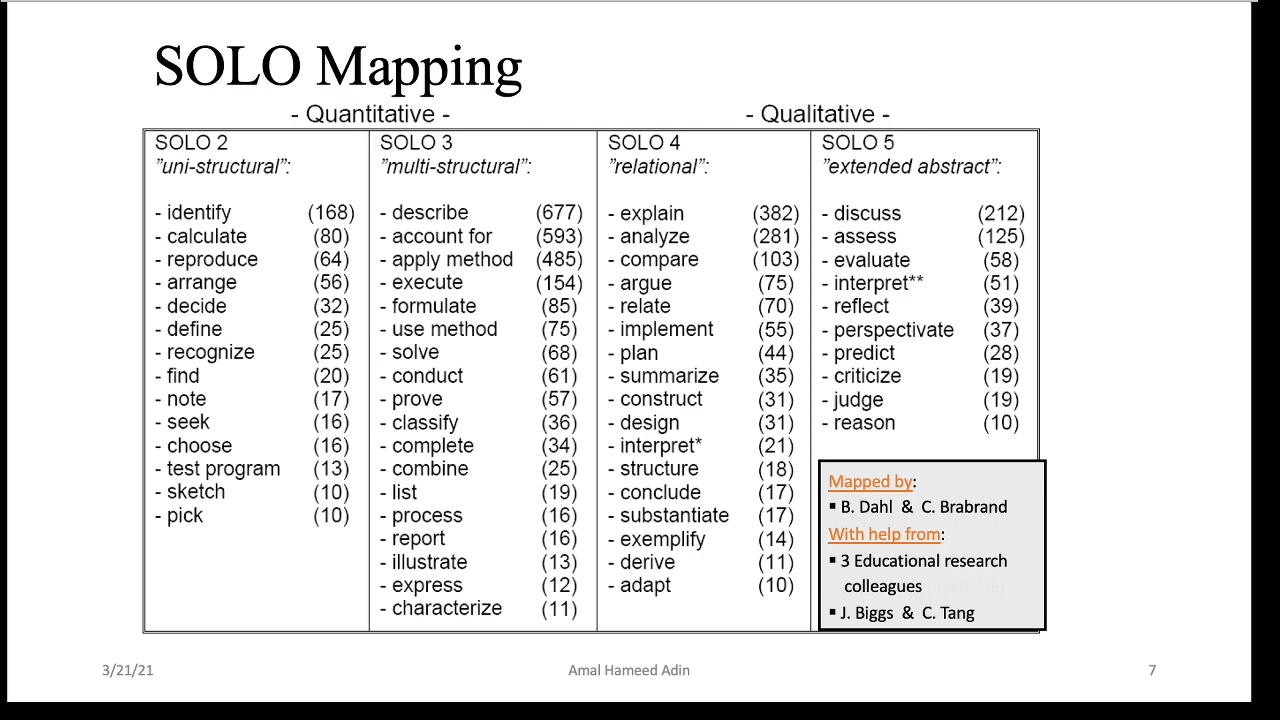 SOLO Mapping
- Quantitative -
- Qualitative -
SOLO 2
"uni-structural":
- identify (168)
- calculate (80)
- reproduce (64)
- arrange (56)
- decide (32)
- define (25)
- recognize (25)
- find (20)
- note (17)
- seek (16)
- choose (16)
- test program (13)
- sketch (10)
- pick (10)
SOLO 3
"multi-structural":
- describe (677)
- account for (593)
- apply method (485)
- execute (154)
- formulate (85)
- use method (75)
- solve (68)
- conduct (61)
- prove (57)
- classify (36)
- complete (34)
- combine (25)
- list (19)
- process (16)
- report (16)
- illustrate (13)
- express (12)
- characterize (11)
SOLO 4
"relational":
- explain (382)
- analyze (281)
- compare (103)
- argue (75)
- relate (70)
- implement (55)
- plan (44)
- summarize (35)
- construct (31)
- design (31)
- interpret* (21)
- structure (18)
- conclude (17)
- substantiate (17)
- exemplify (14)
- derive (11)
- adapt (10)
SOLO 5
"extended abstract":
- discuss (212)
- assess (125)
- evaluate (58)
- interpret** (51)
- reflect (39)
- perspectivate (37)
- predict (28)
- criticize (19)
- judge (19)
- reason (10)
Mapped by:
▪ B. Dahl & C. Brabrand
With help from:
▪ 3 Educational research
colleagues
▪ J. Biggs & C. Tang
3/21/21
Amal Hameed Adin
7